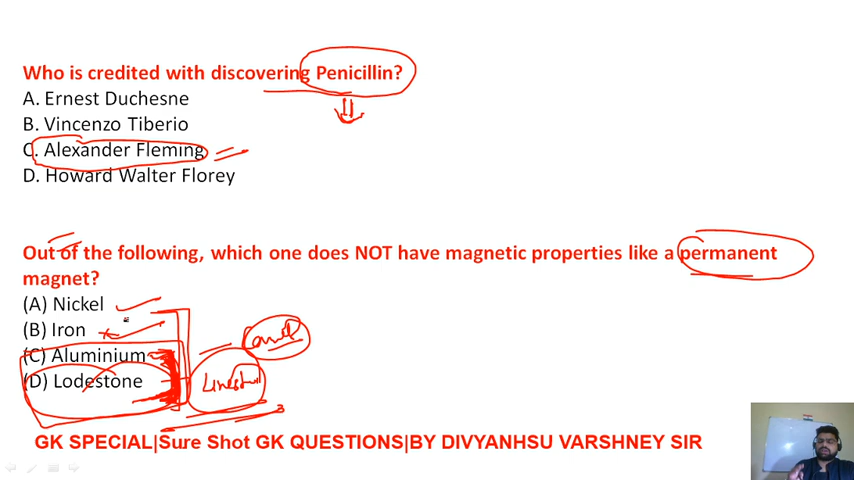 Who is credited with discovering Penicillin?
A. Ernest Duchesne
B. Vincenzo Tiberio
C. Alexander Fleming
D. Howard Walter Florey
Out of the following, which one does NOT have magnetic properties like a permanent
magnet?
(A) Nickel
(B) Iron
(C) Aluminium
(D) Lodestone
GK SPECIAL|Sure Shot GK QUESTIONS|BY DIVYANHSU VARSHNEY SIR